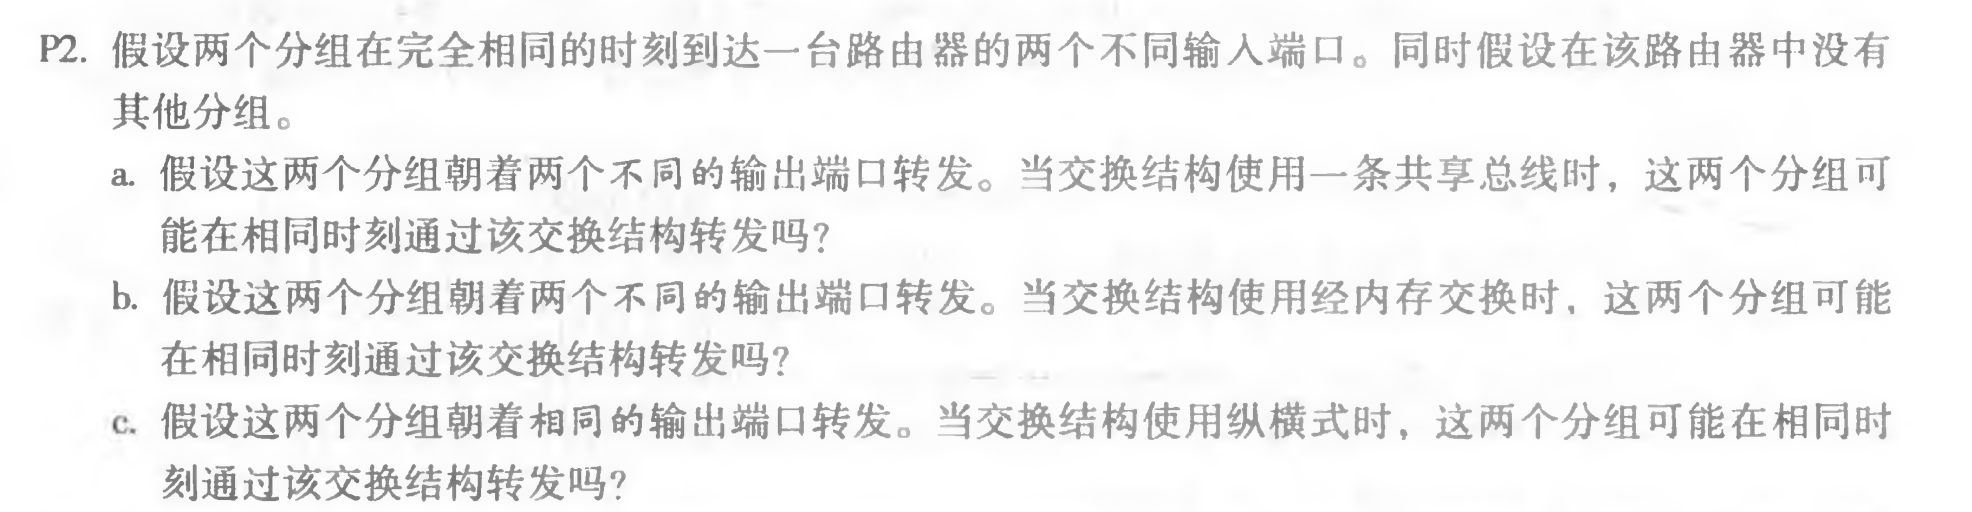 P2. 假设两个分组在完全相同的时刻到达一台路由器的两个不同输入端口。同时假设在该路由器中没有
其他分组。
a. 假设这两个分组朝着两个不同的输出端口转发。当交换结构使用一条共享总线时，这两个分组可
能在相同时刻通过该交换结构转发吗？
b. 假设这两个分组朝着两个不同的输出端口转发。当交换结构使用经内存交换时，这两个分组可能
在相同时刻通过该交换结构转发吗？
c. 假设这两个分组朝着相同的输出端口转发。当交换结构使用纵横式时，这两个分组可能在相同时
刻通过该交换结构转发吗？